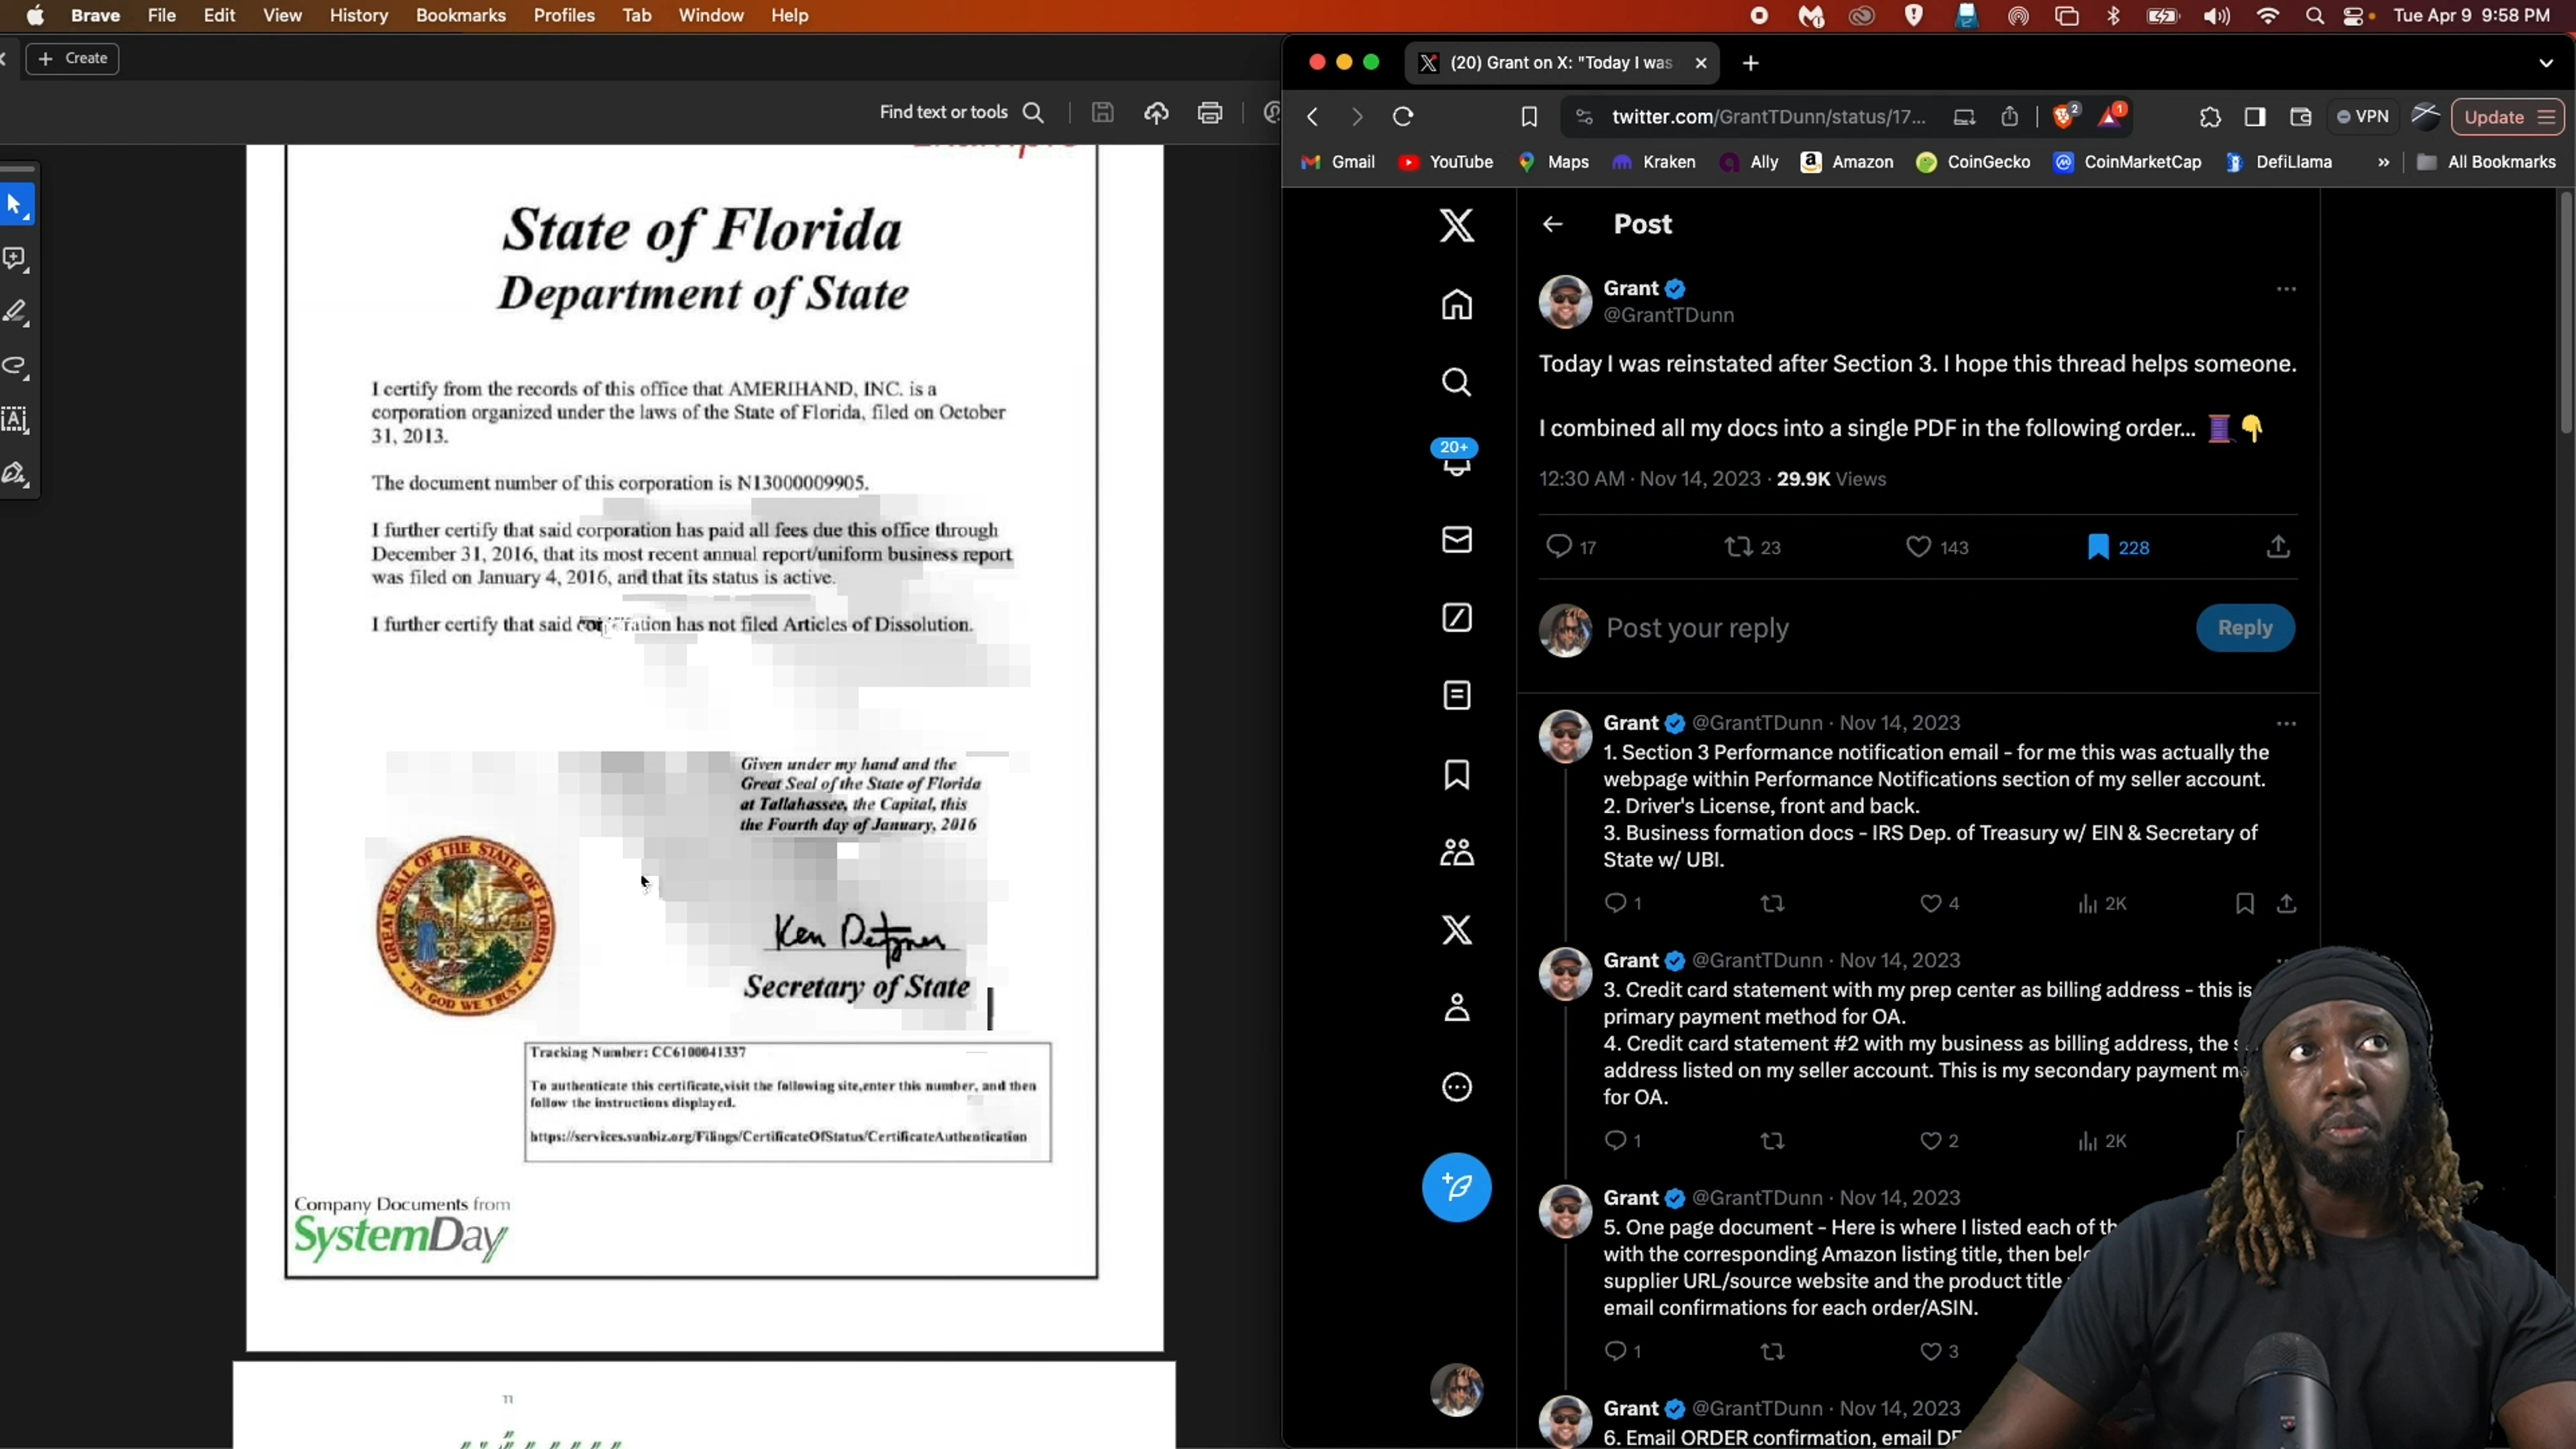 Brave File Edit View History Bookmarks Profiles Tab Window Help
Tue Apr 9 9:58 PM
Create
Find text or tools
State of Florida
Department of State
I certify from the records of this office that AMERIHAND, INC. is a
corporation organized under the laws of the State of Florida, filed on October
31, 2013.
The document number of this corporation is N13000009905.
I further certify that said corporation has paid all fees due this office through
December 31, 2016, that its most recent annual report/uniform business report
was filed on January 4, 2016, and that its status is active.
I further certify that said corporation has not filed Articles of Dissolution.
Given under my hand and the
Great Seal of the State of Florida
at Tallahassee, the Capital, this
the Fourth day of January, 2016
GREAT SEAL OF THE STATE OF FLORIDA
IN GOD WE TRUST
Ken Detzner
Secretary of State
Tracking Number: CC6100041337
To authenticate this certificate,visit the following site,enter this number, and then
follow the instructions displayed.
https://services.sunbiz.org/Filings/CertificateOfStatus/CertificateAuthentication
Company Documents from
SystemDay
11
(20) Grant on X: "Today I was
twitter.com/GrantTDunn/status/17...
2
1
VPN
Update
Gmail YouTube Maps Kraken Ally Amazon CoinGecko CoinMarketCap DefiLlama » All Bookmarks
20+
Post
Grant
@GrantTDunn
Today I was reinstated after Section 3. I hope this thread helps someone.
I combined all my docs into a single PDF in the following order...
12:30 AM · Nov 14, 2023 · 29.9K Views
17 23 143 228
Post your reply
Reply
Grant @GrantTDunn · Nov 14, 2023
1. Section 3 Performance notification email - for me this was actually the
webpage within Performance Notifications section of my seller account.
2. Driver's License, front and back.
3. Business formation docs - IRS Dep. of Treasury w/ EIN & Secretary of
State w/ UBI.
1 4 2K
Grant @GrantTDunn · Nov 14, 2023
3. Credit card statement with my prep center as billing address - this is
primary payment method for OA.
4. Credit card statement #2 with my business as billing address, the
address listed on my seller account. This is my secondary payment
for OA.
1 2 2K
Grant @GrantTDunn · Nov 14, 2023
5. One page document - Here is where I listed each of
with the corresponding Amazon listing title, then
supplier URL/source website and the product title
email confirmations for each order/ASIN.
1 3
Grant @GrantTDunn · Nov 14, 2023
6. Email ORDER confirmation, email